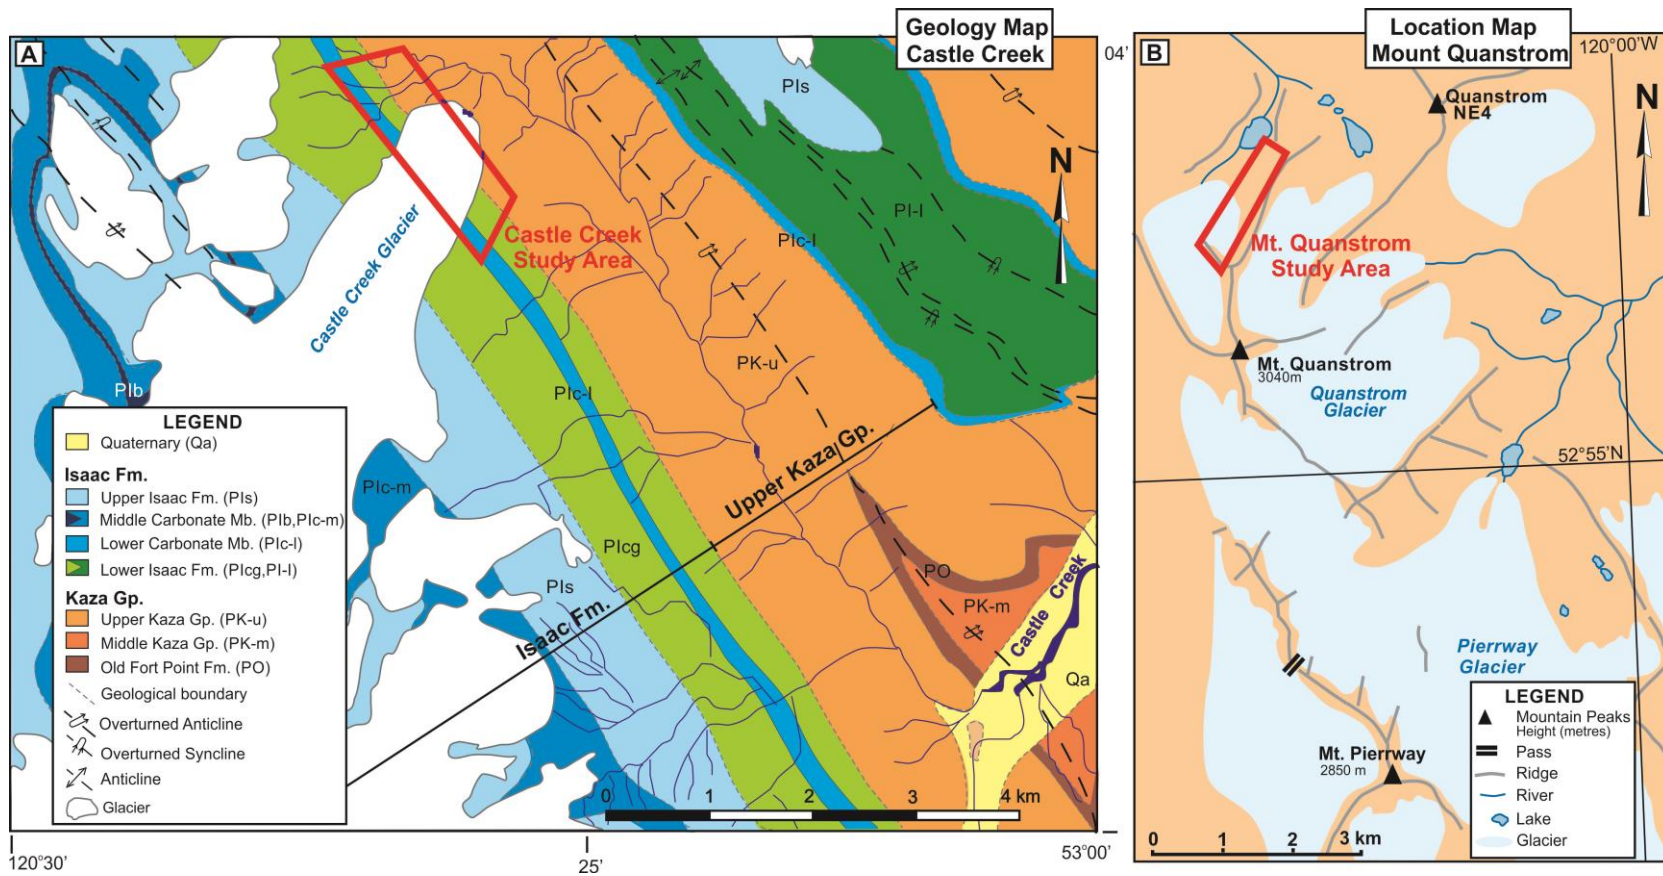 A
Geology Map
Castle Creek
04'
N
PIs
PI-I
PIc-I
Castle Creek
Study Area
Castle Creek Glacier
PK-u
PIb
PIc-I
Upper Kaza Gp.
PIc-m
PIcg
PIs
Isaac Fm.
PO
PK-m
Castle Creek
Qa
LEGEND
Quaternary (Qa)
Isaac Fm.
Upper Isaac Fm. (PIs)
Middle Carbonate Mb. (PIb,PIc-m)
Lower Carbonate Mb. (PIc-I)
Lower Isaac Fm. (PIcg,PI-I)
Kaza Gp.
Upper Kaza Gp. (PK-u)
Middle Kaza Gp. (PK-m)
Old Fort Point Fm. (PO)
Geological boundary
Overturned Anticline
Overturned Syncline
Anticline
Glacier
0 1 2 3 4 km
120°30' 25' 53°00'
B
Location Map
Mount Quanstrom
120°00'W
N
Quanstrom
NE4
Mt. Quanstrom
Study Area
Mt. Quanstrom
3040m
Quanstrom
Glacier
52°55'N
Pierrway
Glacier
Mt. Pierrway
2850 m
LEGEND
Mountain Peaks
Height (metres)
Pass
Ridge
River
Lake
Glacier
0 1 2 3 km